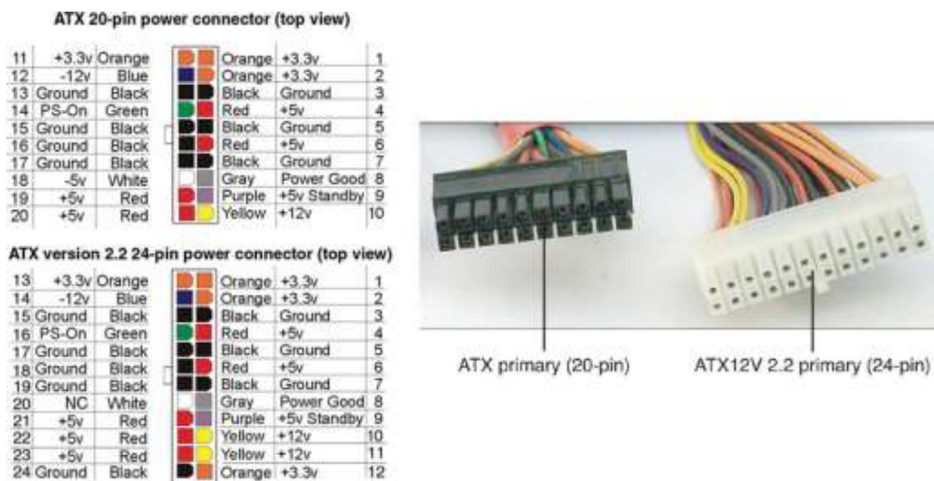 ATX 20-pin power connector (top view)
11 +3.3v Orange Orange +3.3v 1
12 -12v Blue Orange +3.3v 2
13 Ground Black Black Ground 3
14 PS-On Green Red +5v 4
15 Ground Black Black Ground 5
16 Ground Black Red +5v 6
17 Ground Black Black Ground 7
18 -5v White Gray Power Good 8
19 +5v Red Purple +5v Standby 9
20 +5v Red Yellow +12v 10
ATX version 2.2 24-pin power connector (top view)
13 +3.3v Orange Orange +3.3v 1
14 -12v Blue Orange +3.3v 2
15 Ground Black Black Ground 3
16 PS-On Green Red +5v 4
17 Ground Black Black Ground 5
18 Ground Black Red +5v 6
19 Ground Black Black Ground 7
20 NC White Gray Power Good 8
21 +5v Red Purple +5v Standby 9
22 +5v Red Yellow +12v 10
23 +5v Red Yellow +12v 11
24 Ground Black Orange +3.3v 12
ATX primary (20-pin)
ATX12V 2.2 primary (24-pin)